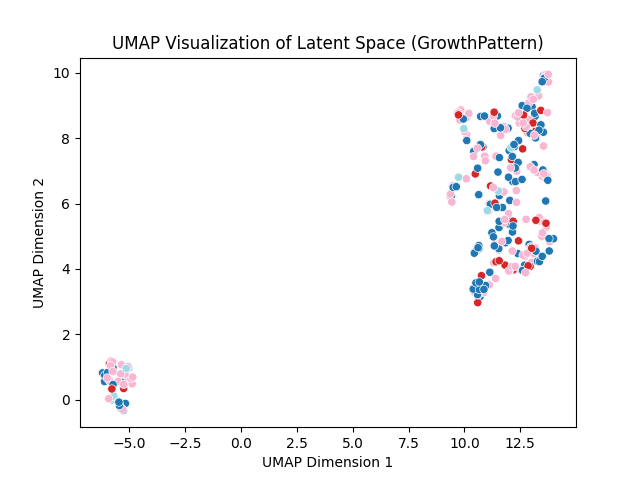 UMAP Visualization of Latent Space (GrowthPattern)
10
8
6
4
2
0
UMAP Dimension 2
−5.0 −2.5 0.0 2.5 5.0 7.5 10.0 12.5
UMAP Dimension 1